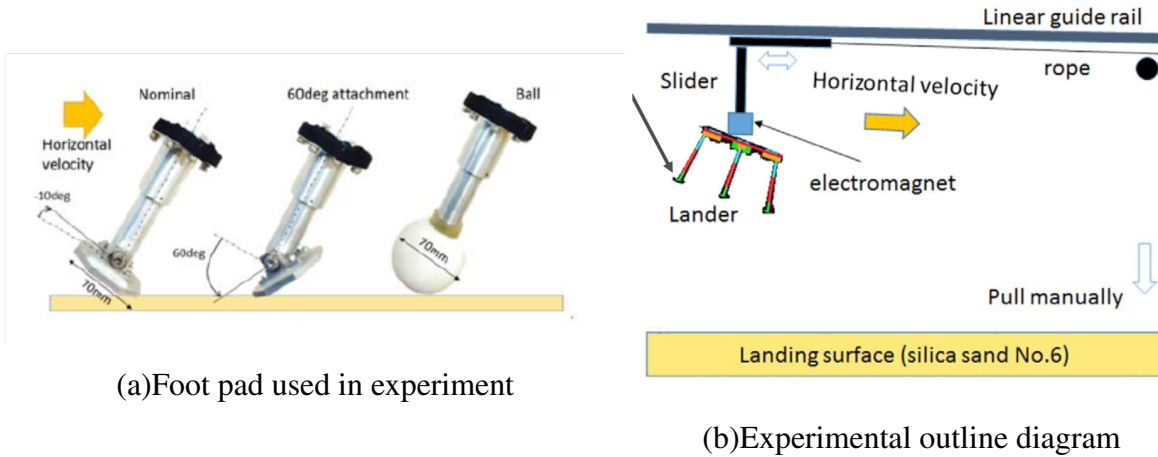 Nominal
60deg attachment
Ball
Horizontal
velocity
-10deg
60deg
70mm
70mm
(a)Foot pad used in experiment
Linear guide rail
rope
Slider
Horizontal velocity
electromagnet
Lander
Pull manually
Landing surface (silica sand No.6)
(b)Experimental outline diagram